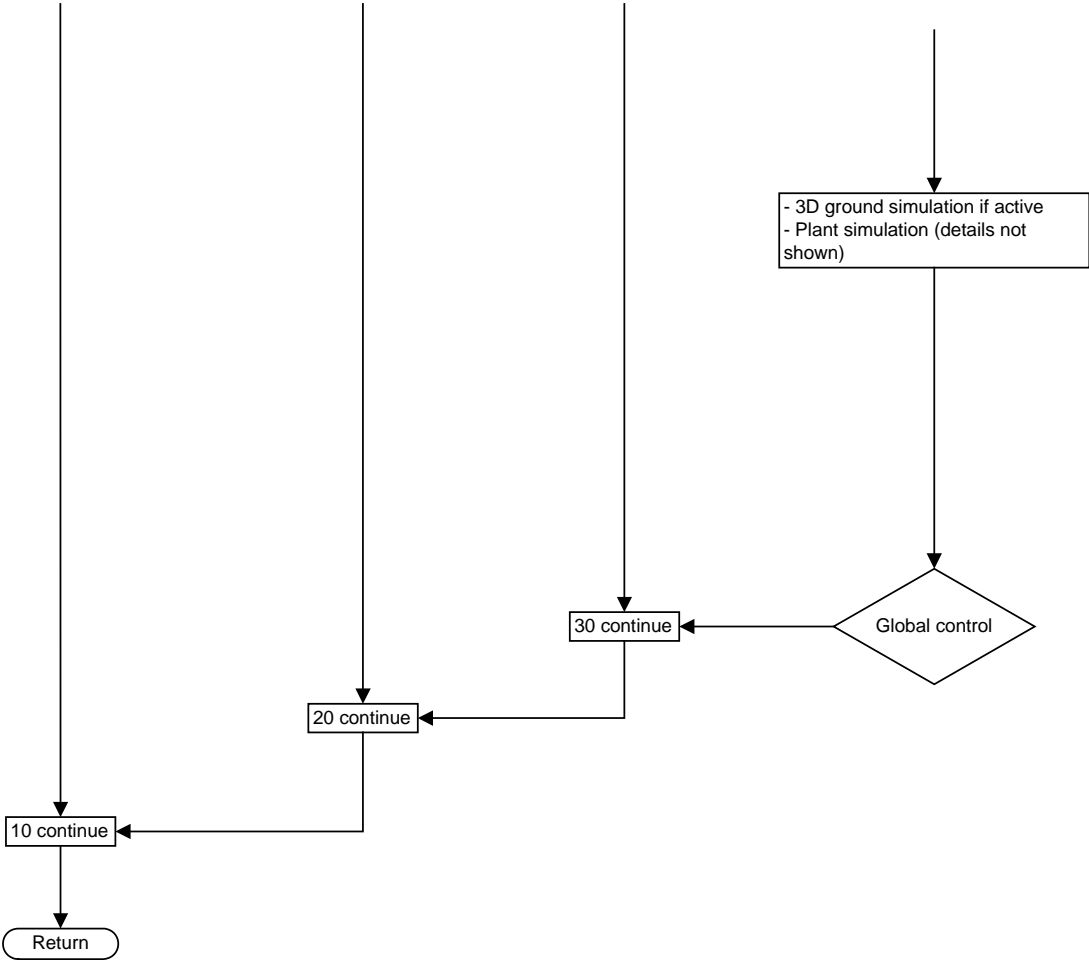 - 3D ground simulation if active
- Plant simulation (details not
shown)
Global control
30 continue
20 continue
10 continue
Return